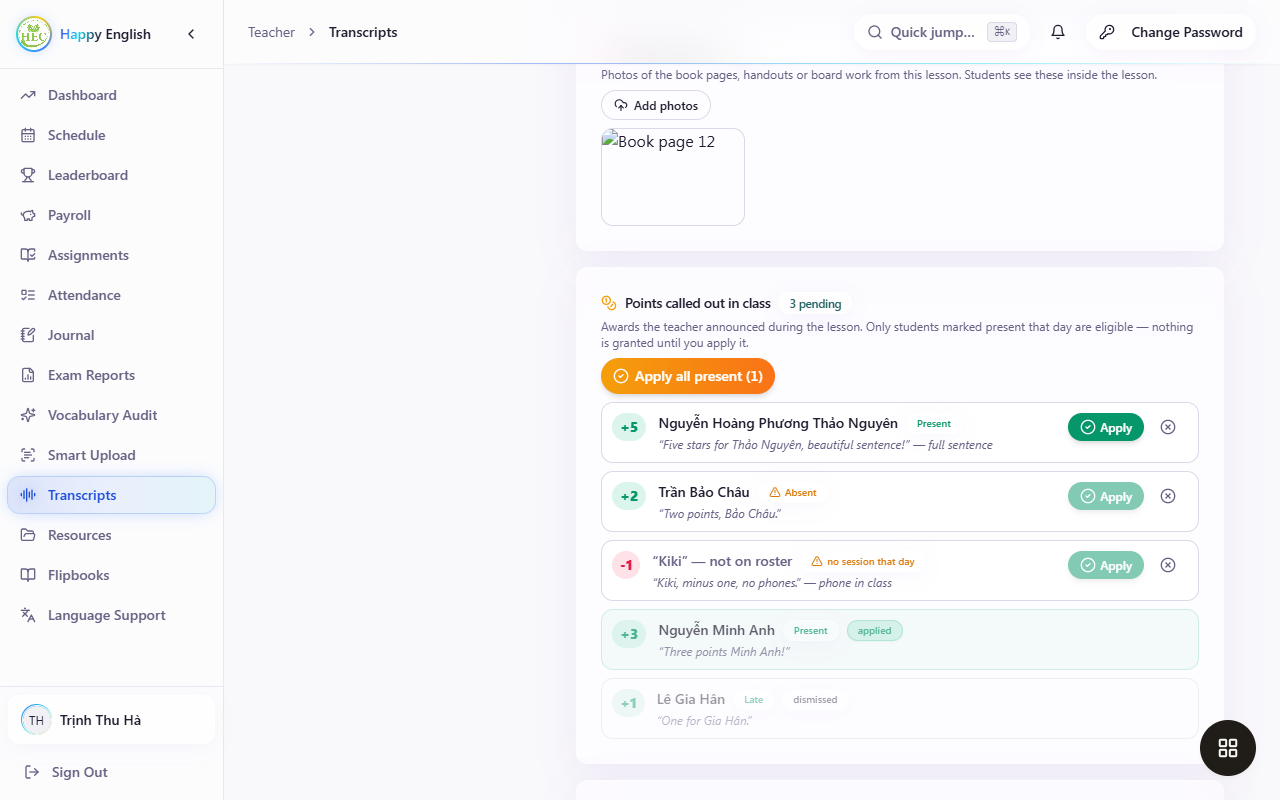 HEC
Happy English
Teacher
Transcripts
Quick jump...
⌘K
Change Password
Dashboard
Schedule
Leaderboard
Payroll
Assignments
Attendance
Journal
Exam Reports
Vocabulary Audit
Smart Upload
Transcripts
Resources
Flipbooks
Language Support
TH
Trịnh Thu Hà
Sign Out
Photos of the book pages, handouts or board work from this lesson. Students see these inside the lesson.
Add photos
Book page 12
Points called out in class
3 pending
Awards the teacher announced during the lesson. Only students marked present that day are eligible — nothing
is granted until you apply it.
Apply all present (1)
+5
Nguyễn Hoàng Phương Thảo Nguyên
Present
“Five stars for Thảo Nguyên, beautiful sentence!” — full sentence
Apply
+2
Trần Bảo Châu
Absent
“Two points, Bảo Châu.”
Apply
-1
“Kiki” — not on roster
no session that day
“Kiki, minus one, no phones.” — phone in class
Apply
+3
Nguyễn Minh Anh
Present
applied
“Three points Minh Anh!”
+1
Lê Gia Hân
Late
dismissed
“One for Gia Hân.”